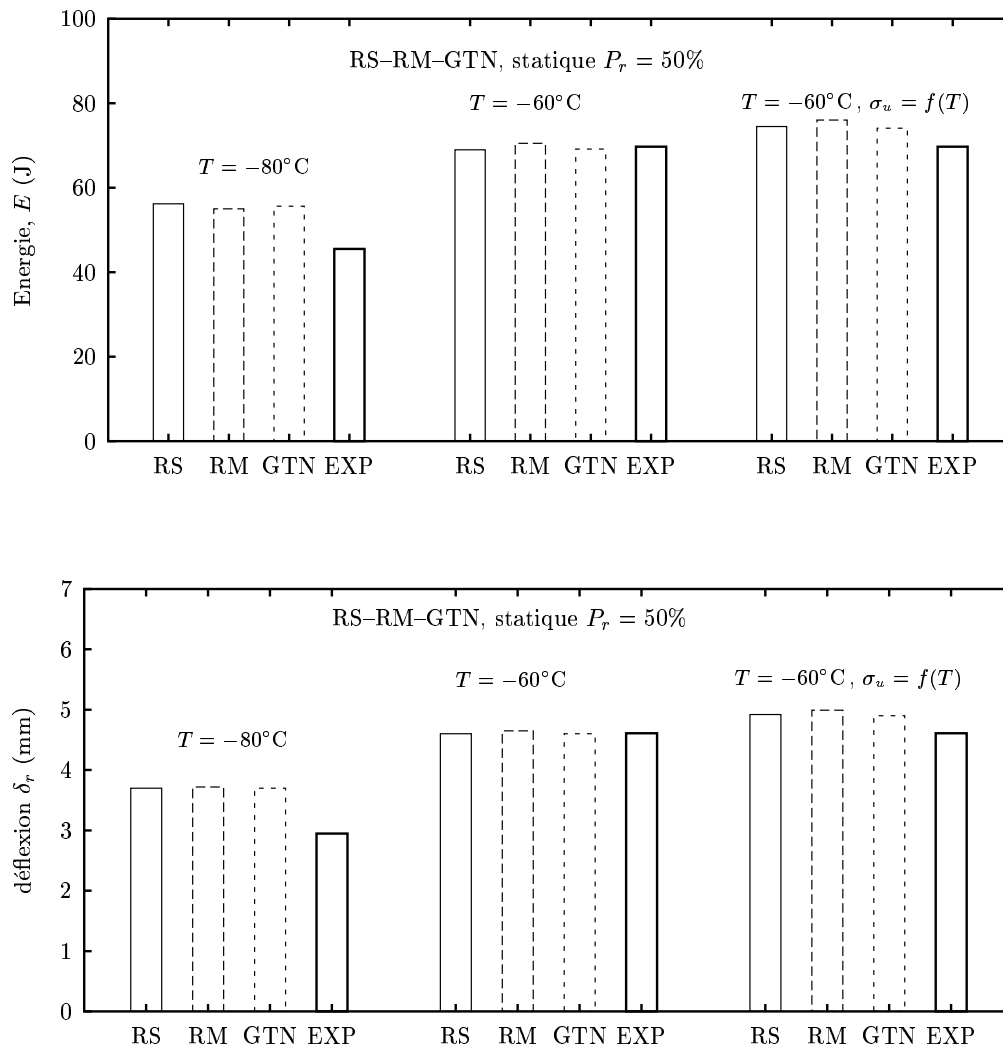 100
RS–RM–GTN, statique P_r = 50%
T = −60°C
T = −60°C , σ_u = f(T)
80
T = −80°C
60
Energie, E (J)
40
20
0
RS RM GTN EXP RS RM GTN EXP RS RM GTN EXP
7
RS–RM–GTN, statique P_r = 50%
6
T = −60°C
T = −60°C , σ_u = f(T)
5
T = −80°C
4
déflexion δ_r (mm)
3
2
1
0
RS RM GTN EXP RS RM GTN EXP RS RM GTN EXP